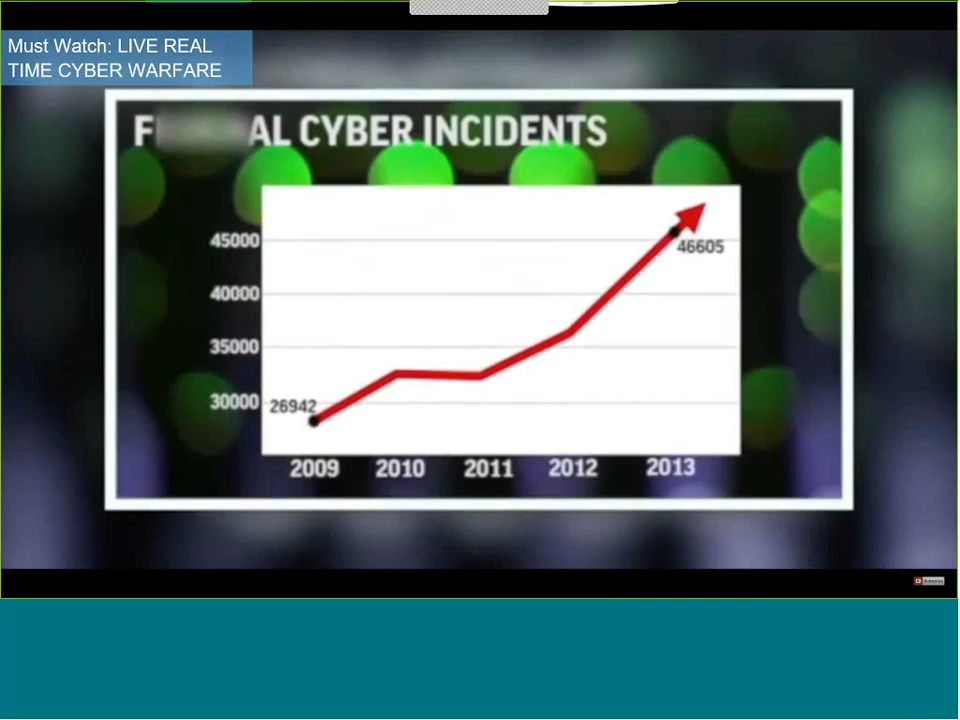 Must Watch: LIVE REAL
TIME CYBER WARFARE
CYBER INCIDENTS
45000
46605
40000
35000
30000
26942
2009 2010 2011 2012 2013